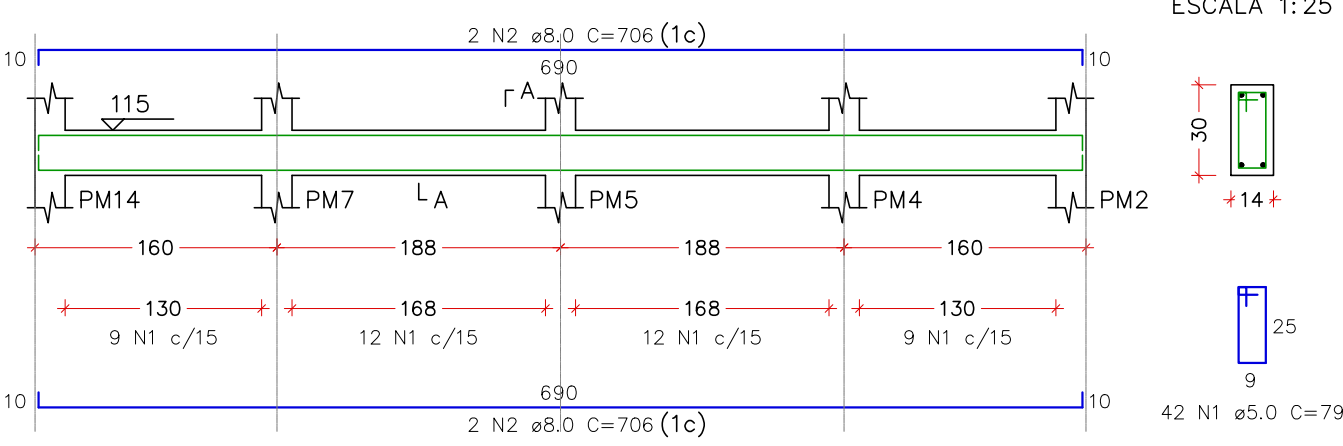 ESCALA 1:25
2 N2 ø8.0 C=706 (1c)
10 690 10
115 A
30
PM14 A PM7 PM5 PM4 PM2
14
160 188 188 160
130 168 168 130
9 N1 c/15 12 N1 c/15 12 N1 c/15 9 N1 c/15
25
9
10 690 10
42 N1 ø5.0 C=79
2 N2 ø8.0 C=706 (1c)